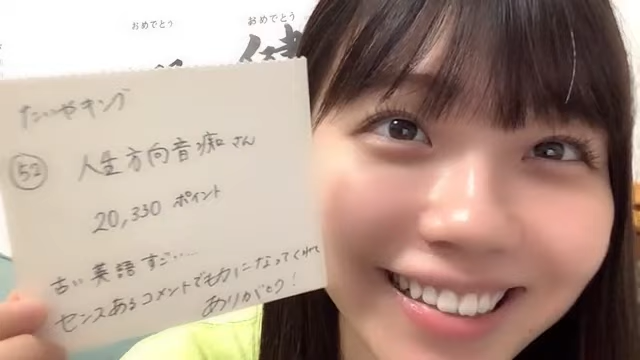 おめでとう
おめでとう
たいやキング
52 人生方向音痴さん
20,330 ポイント
古い英語すごい…
センスあるコメントでも力になってくれて
ありがとう!